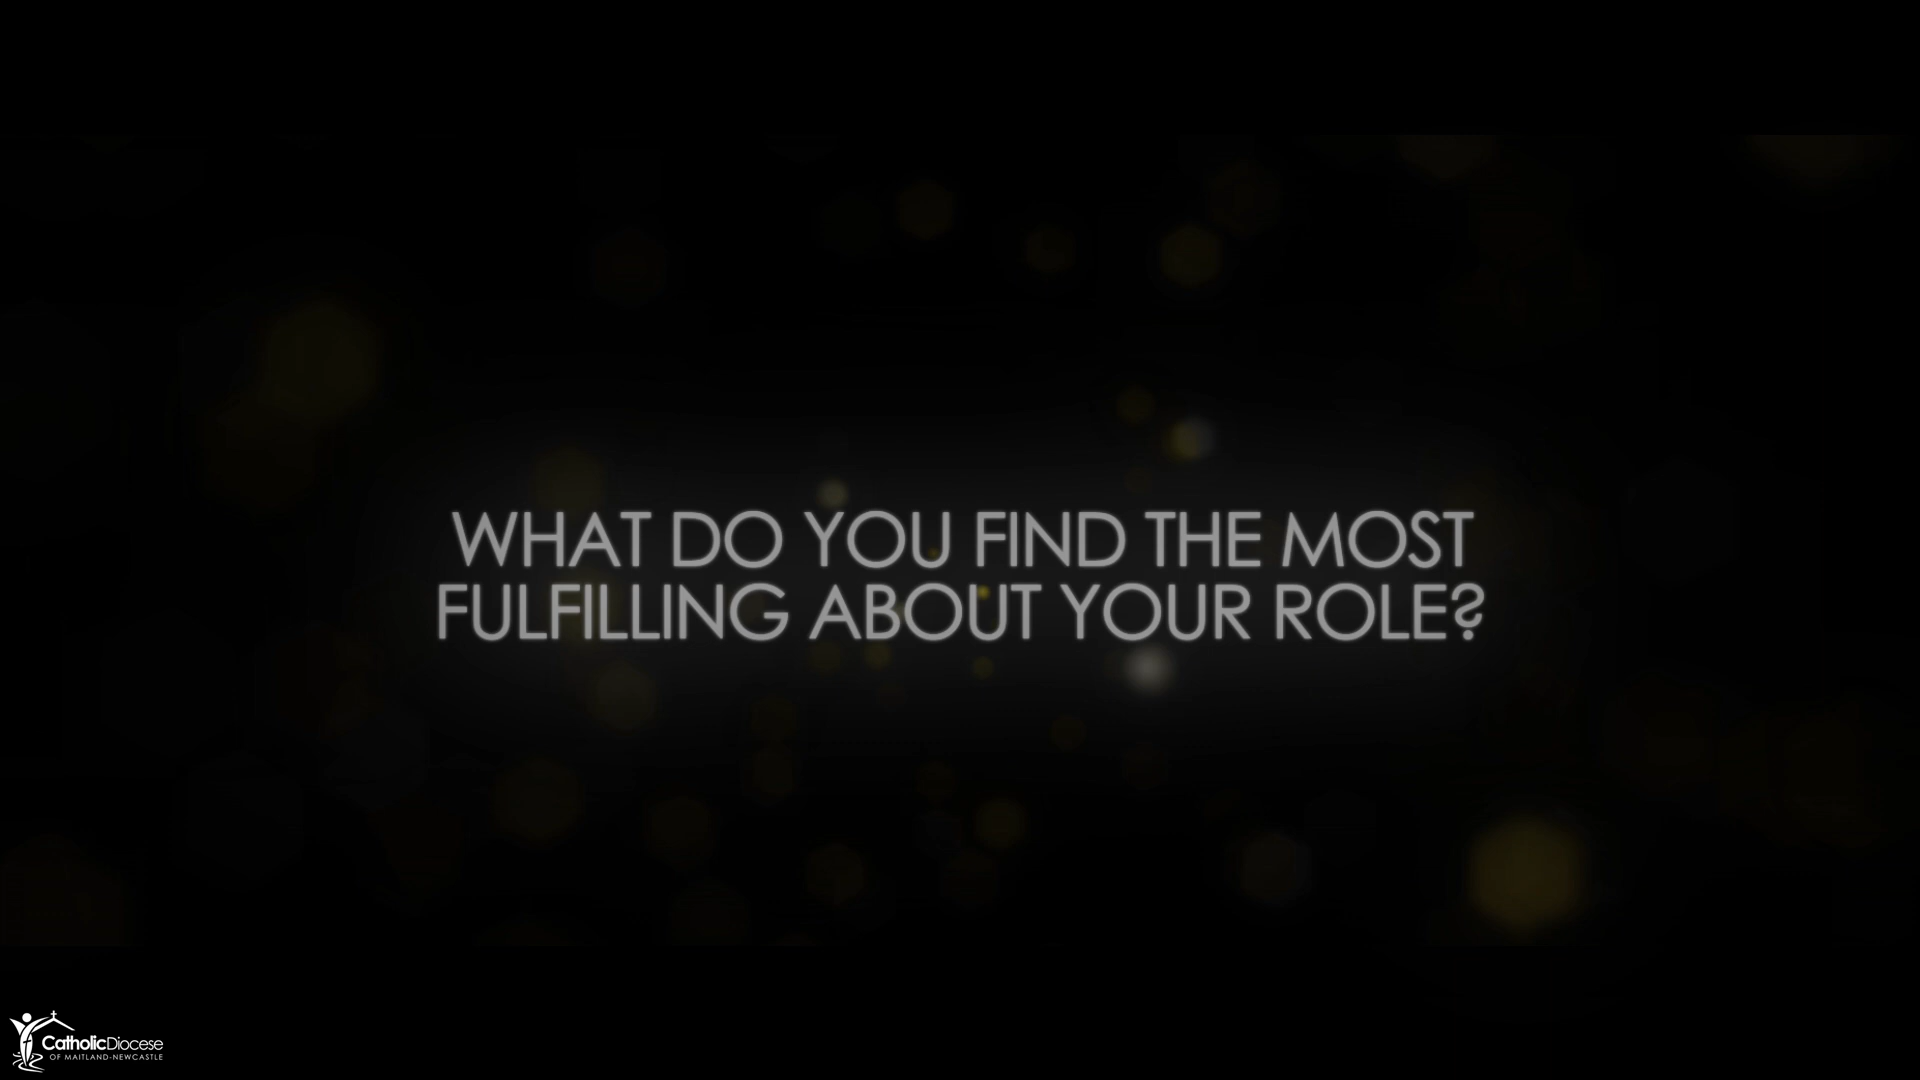 WHAT DO YOU FIND THE MOST
FULFILLING ABOUT YOUR ROLE?
CatholicDiocese
OF MAITLAND-NEWCASTLE